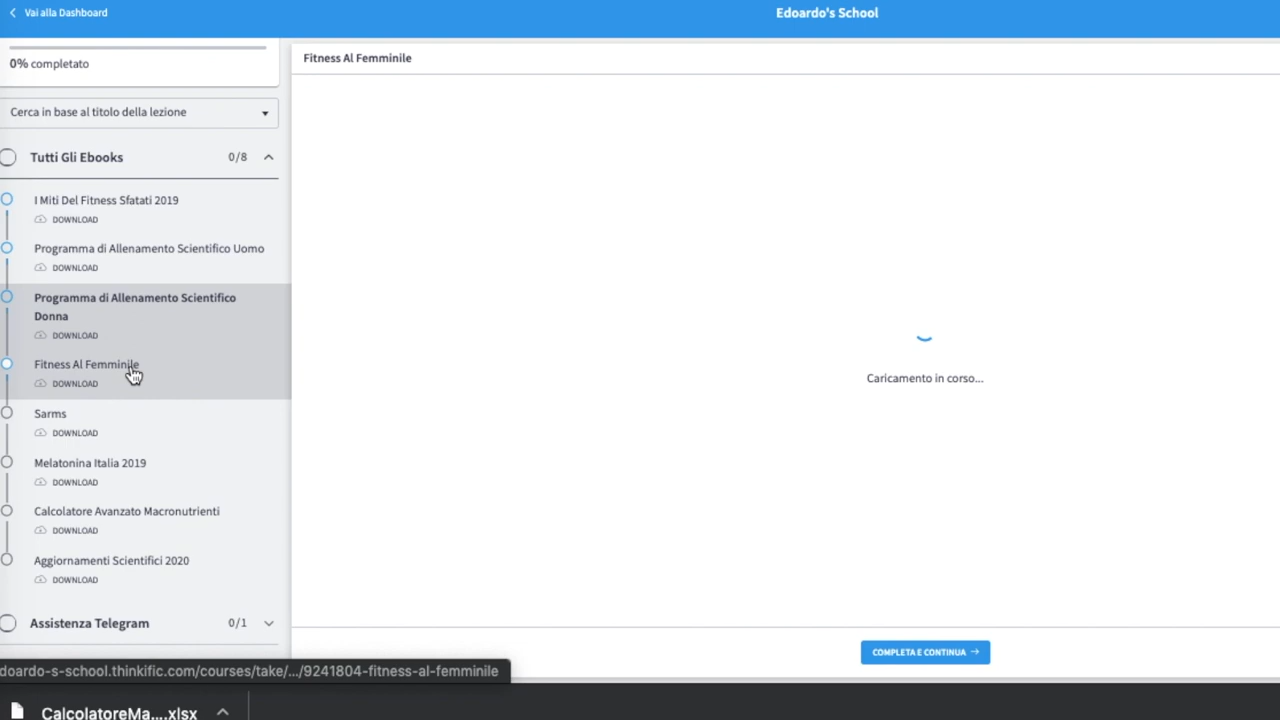 Vai alla Dashboard
Edoardo's School
0% completato
Fitness Al Femminile
Cerca in base al titolo della lezione
Tutti Gli Ebooks 0/8
I Miti Del Fitness Sfatati 2019
DOWNLOAD
Programma di Allenamento Scientifico Uomo
DOWNLOAD
Programma di Allenamento Scientifico
Donna
DOWNLOAD
Fitness Al Femminile
DOWNLOAD
Sarms
DOWNLOAD
Melatonina Italia 2019
DOWNLOAD
Calcolatore Avanzato Macronutrienti
DOWNLOAD
Aggiornamenti Scientifici 2020
DOWNLOAD
Assistenza Telegram 0/1
Caricamento in corso...
COMPLETA E CONTINUA
doardo-s-school.thinkific.com/courses/take/.../9241804-fitness-al-femminile
CalcolatoreMa....xlsx